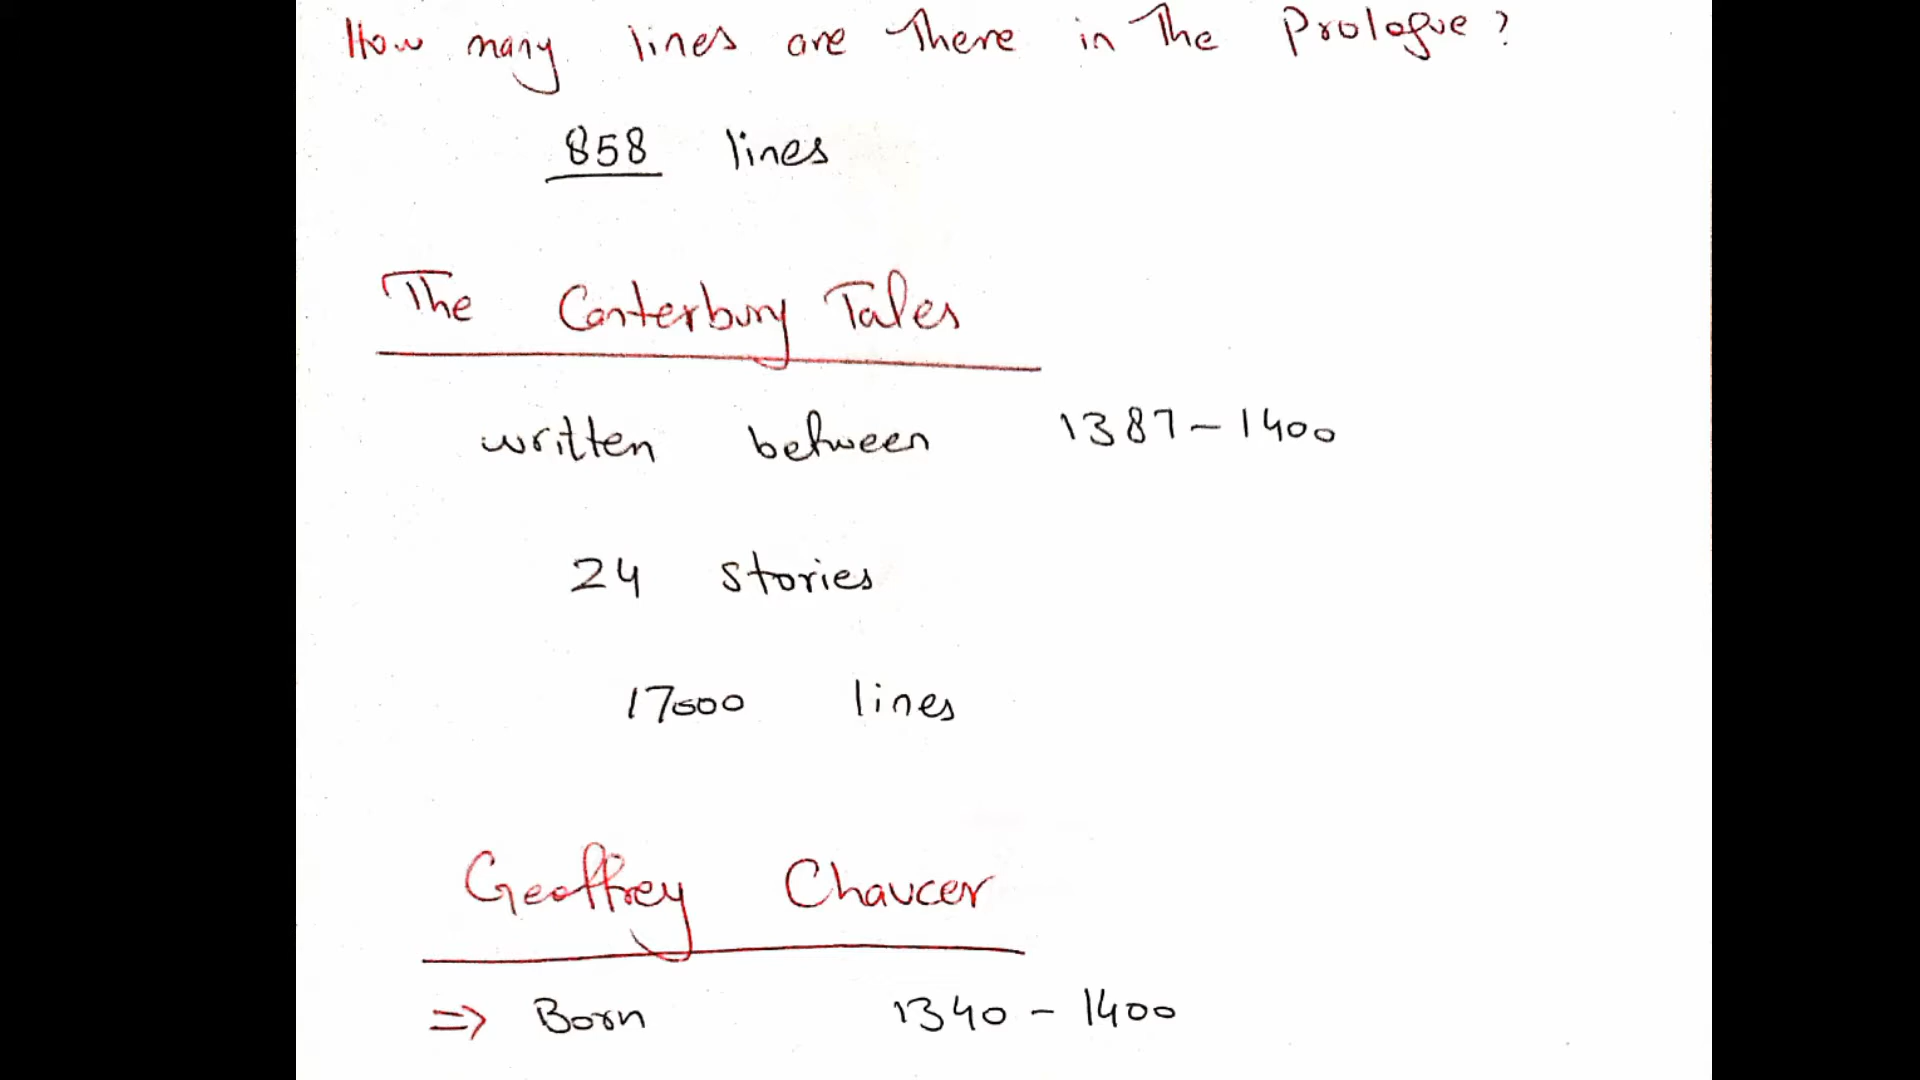 How many lines are there in the Prologue?
858 lines
The Canterbury Tales
written between 1387-1400
24 stories
17000 lines
Geoffrey Chaucer
=> Born 1340-1400